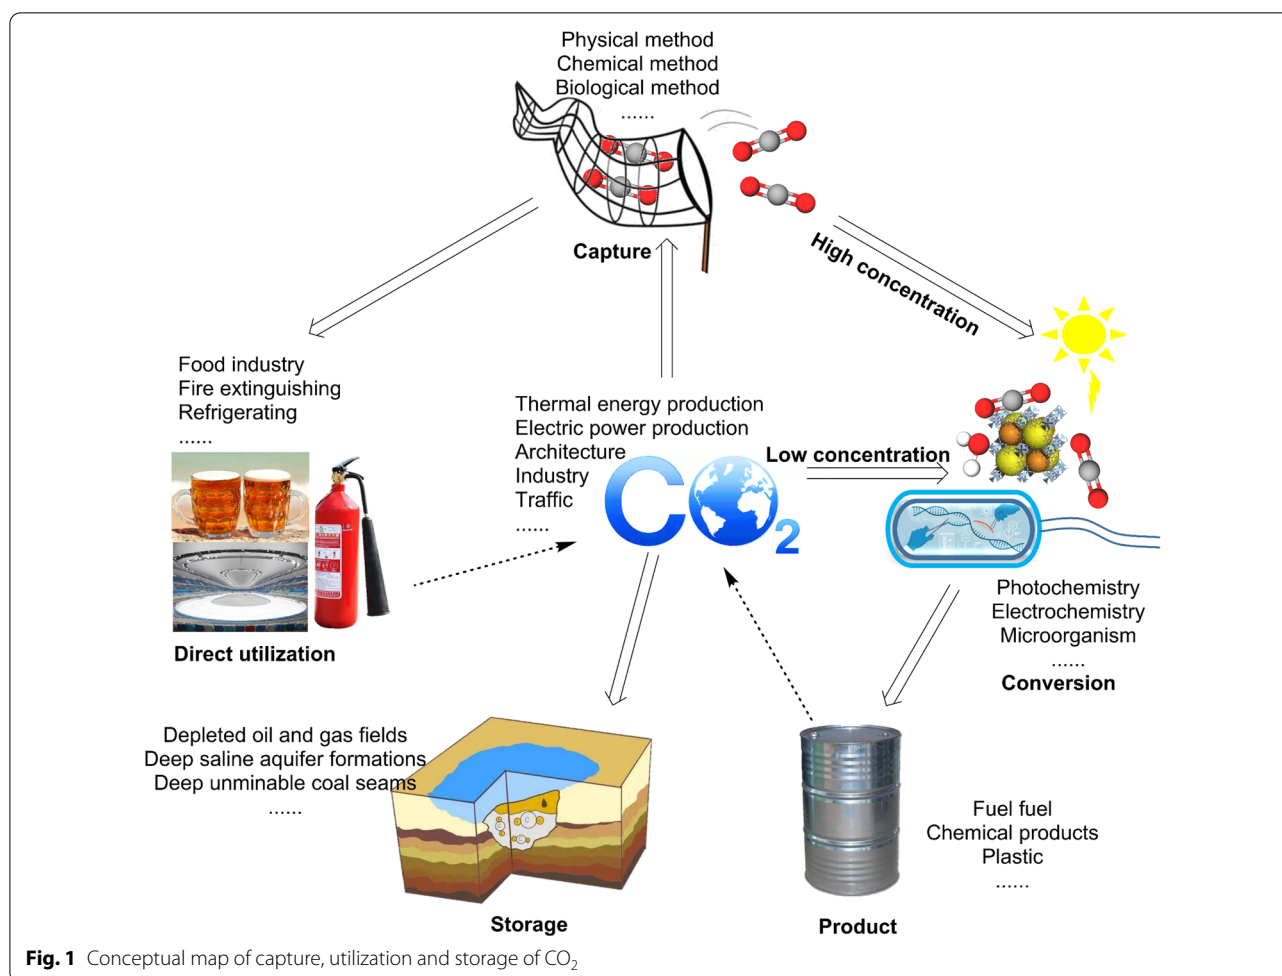 Physical method
Chemical method
Biological method
......
Capture
High concentration
Food industry
Fire extinguishing
Refrigerating
......
Direct utilization
Thermal energy production
Electric power production
Architecture
Industry
Traffic
......
CO2
Low concentration
Photochemistry
Electrochemistry
Microorganism
......
Conversion
Depleted oil and gas fields
Deep saline aquifer formations
Deep unminable coal seams
......
Storage
Fuel fuel
Chemical products
Plastic
......
Product
Fig. 1 Conceptual map of capture, utilization and storage of CO2